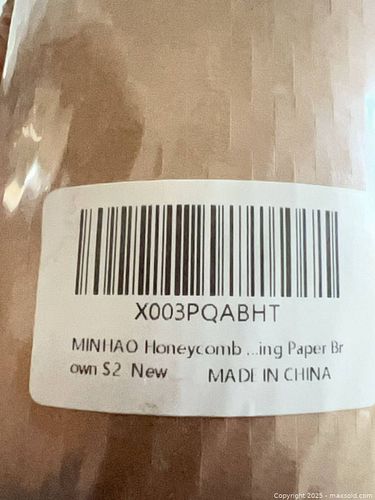 X003PQABHT
MINHAO Honeycomb ...ing Paper Br
own S2 New MADE IN CHINA
Copyright 2025 - maxsold.com